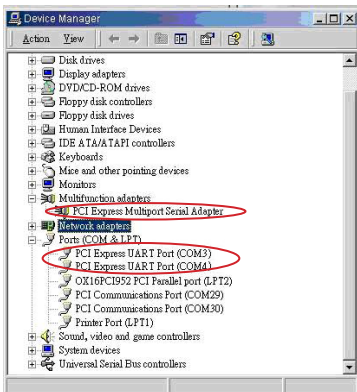 Device Manager
Action View
Disk drives
Display adapters
DVD/CD-ROM drives
Floppy disk controllers
Floppy disk drives
Human Interface Devices
IDE ATA/ATAPI controllers
Keyboards
Mice and other pointing devices
Monitors
Multifunction adapters
PCI Express Multiport Serial Adapter
Network adapters
Ports (COM & LPT)
PCI Express UART Port (COM3)
PCI Express UART Port (COM4)
OX16PCI952 PCI Parallel port (LPT2)
PCI Communications Port (COM29)
PCI Communications Port (COM30)
Printer Port (LPT1)
Sound, video and game controllers
System devices
Universal Serial Bus controllers